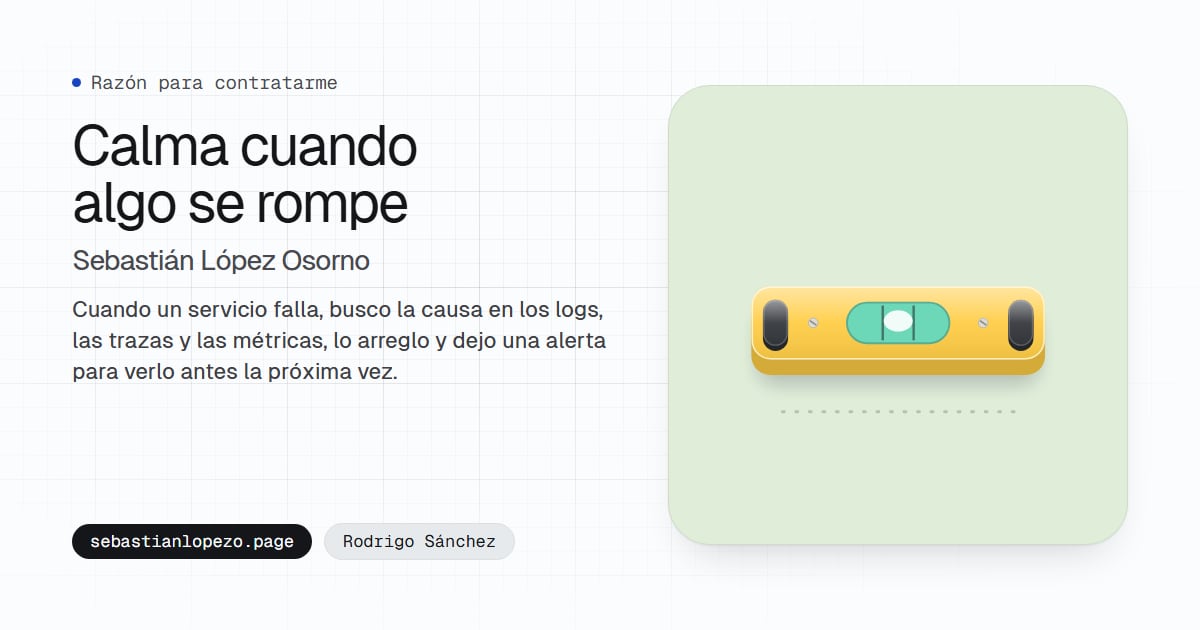 Razón para contratarme
Calma cuando
algo se rompe
Sebastián López Osorno
Cuando un servicio falla, busco la causa en los logs,
las trazas y las métricas, lo arreglo y dejo una alerta
para verlo antes la próxima vez.
sebastianlopezo.page
Rodrigo Sánchez